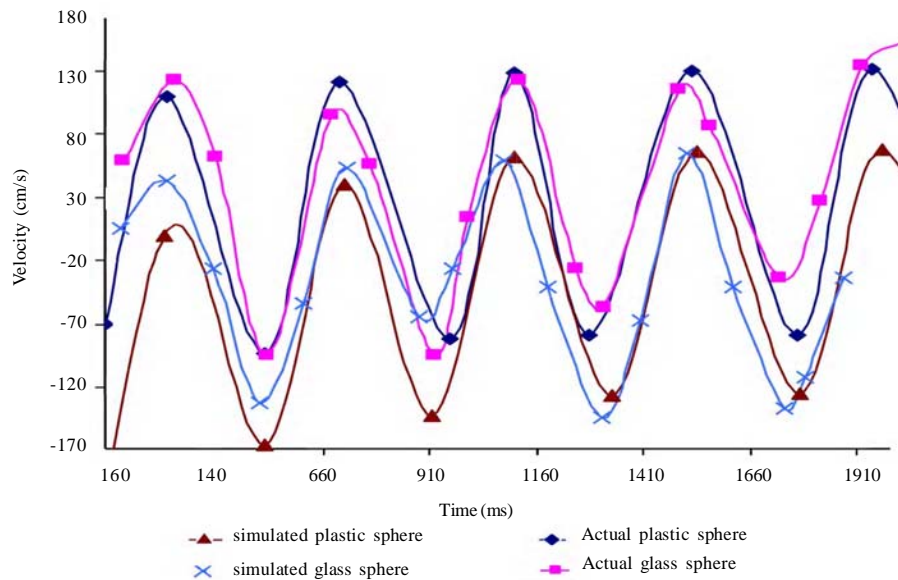 180
130
80
30
-20
-70
-120
-170
Velocity (cm/s)
160 140 660 910 1160 1410 1660 1910
Time (ms)
simulated plastic sphere Actual plastic sphere
simulated glass sphere Actual glass sphere